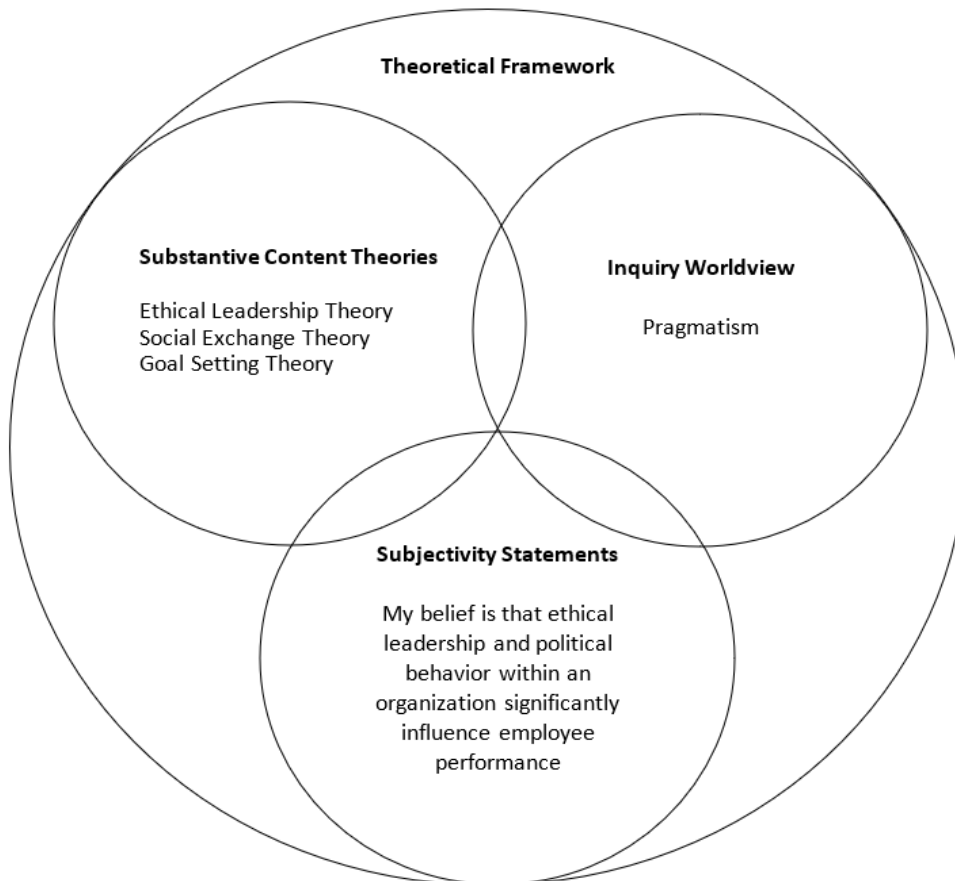 Theoretical Framework
Substantive Content Theories
Ethical Leadership Theory
Social Exchange Theory
Goal Setting Theory
Inquiry Worldview
Pragmatism
Subjectivity Statements
My belief is that ethical
leadership and political
behavior within an
organization significantly
influence employee
performance